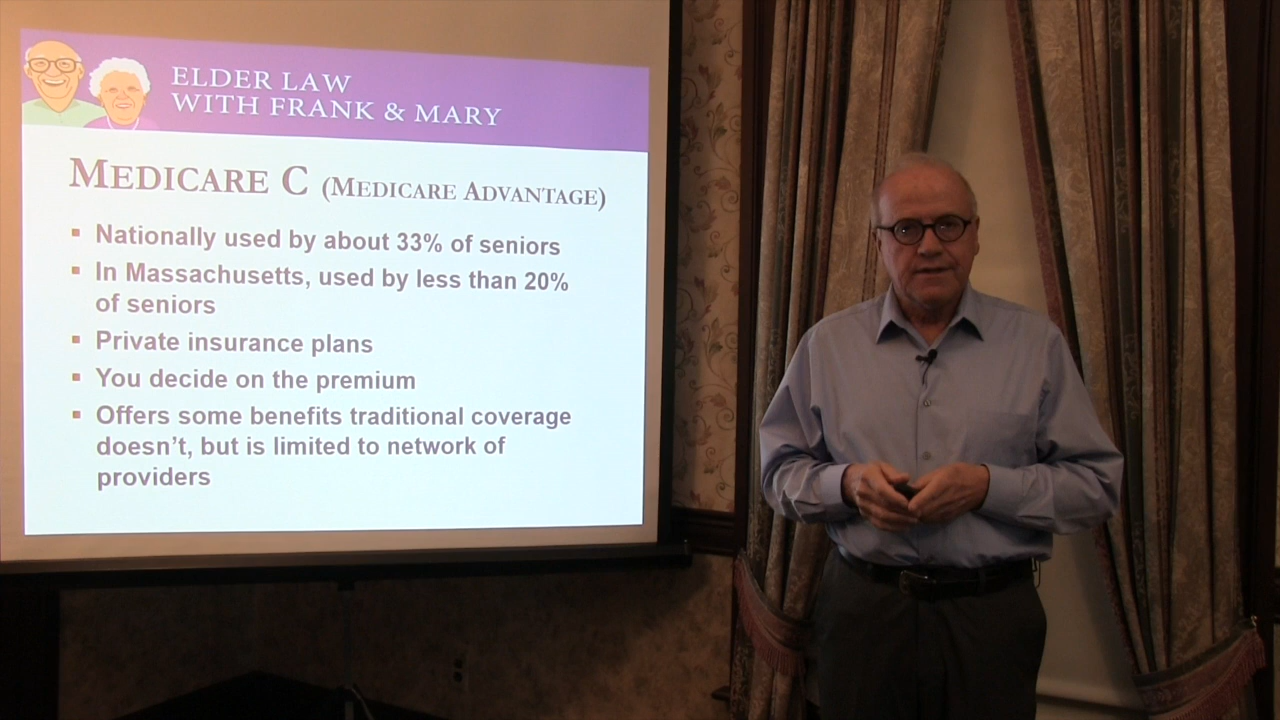 ELDER LAW
WITH FRANK & MARY
MEDICARE C (MEDICARE ADVANTAGE)
▪ Nationally used by about 33% of seniors
▪ In Massachusetts, used by less than 20%
of seniors
▪ Private insurance plans
▪ You decide on the premium
▪ Offers some benefits traditional coverage
doesn't, but is limited to network of
providers